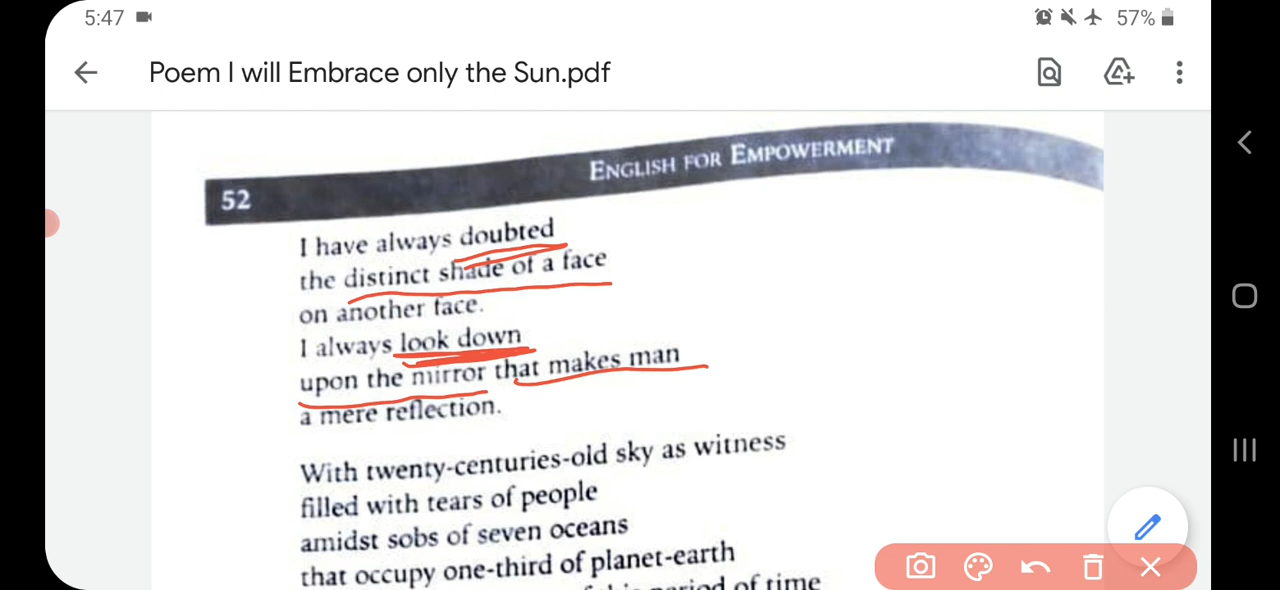 5:47
57%
Poem I will Embrace only the Sun.pdf
52
ENGLISH FOR EMPOWERMENT
I have always doubted
the distinct shade of a face
on another face.
I always look down
upon the mirror that makes man
a mere reflection.
With twenty-centuries-old sky as witness
filled with tears of people
amidst sobs of seven oceans
that occupy one-third of planet-earth
period of time